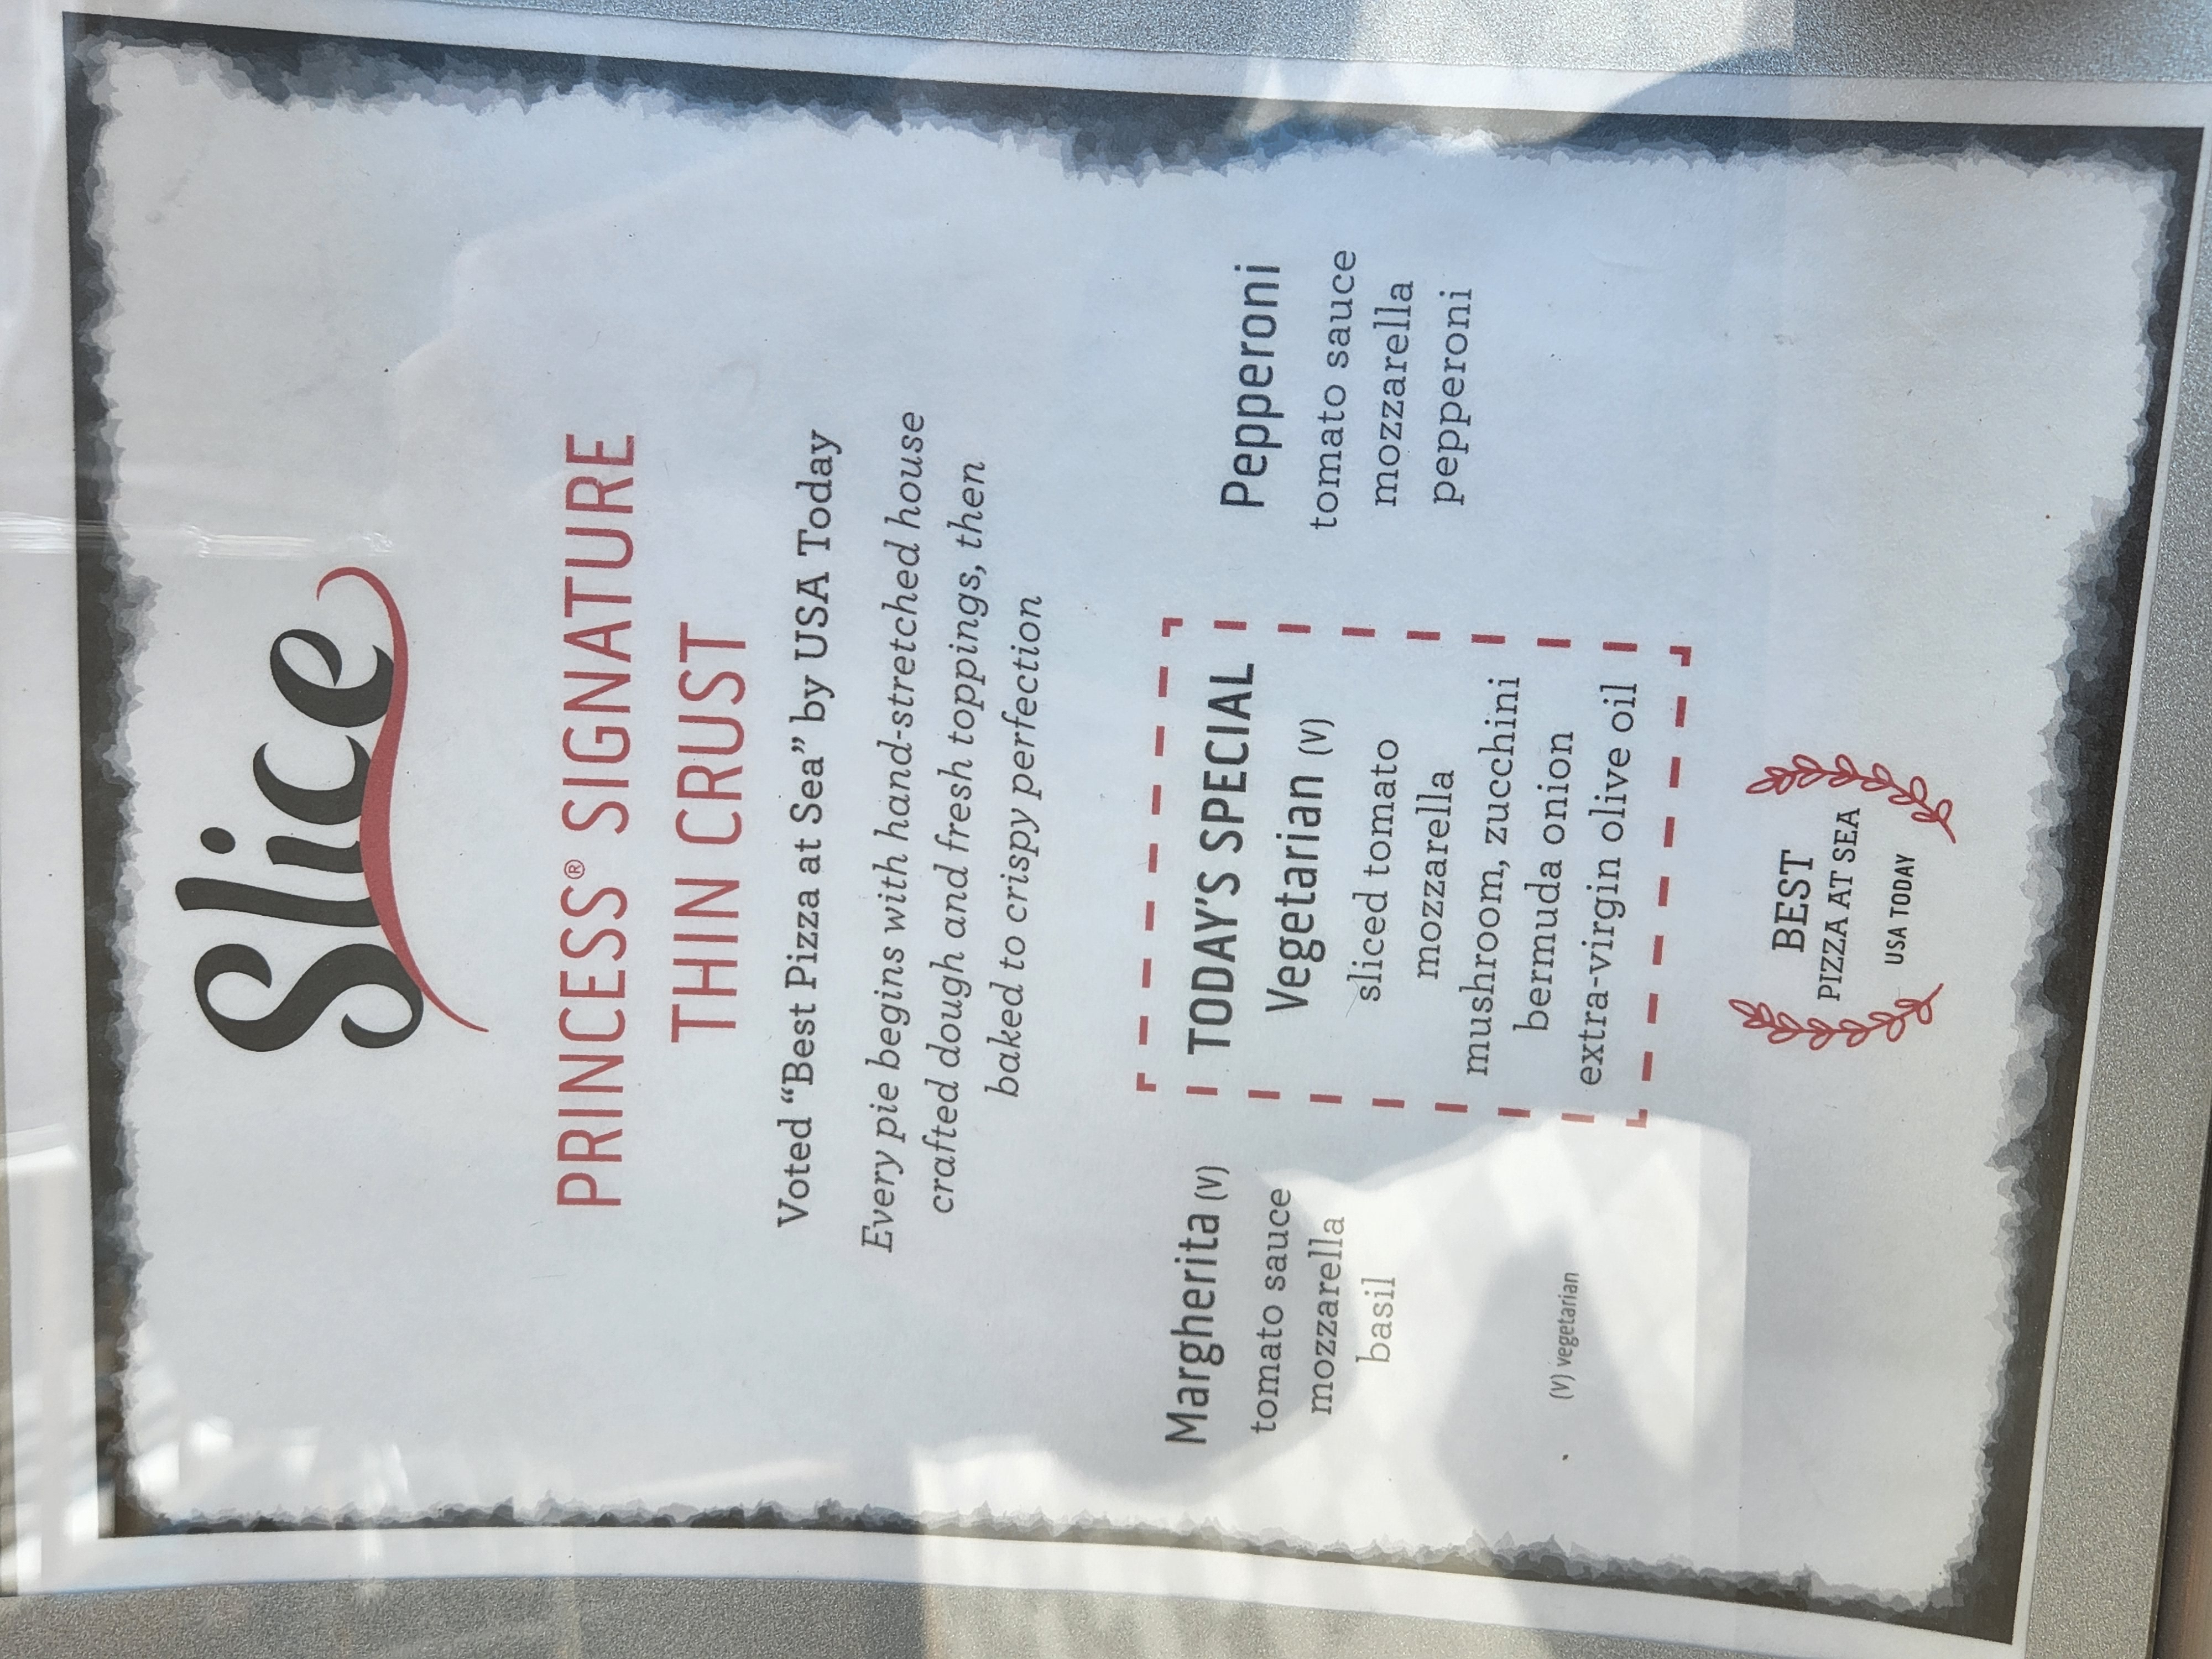 Slice
PRINCESS® SIGNATURE
THIN CRUST
Voted “Best Pizza at Sea” by USA Today
Every pie begins with hand-stretched house
crafted dough and fresh toppings, then
baked to crispy perfection
Margherita (V)
tomato sauce
mozzarella
basil
(V) vegetarian
TODAY'S SPECIAL
Vegetarian (V)
sliced tomato
mozzarella
mushroom, zucchini
bermuda onion
extra-virgin olive oil
Pepperoni
tomato sauce
mozzarella
pepperoni
BEST
PIZZA AT SEA
USA TODAY